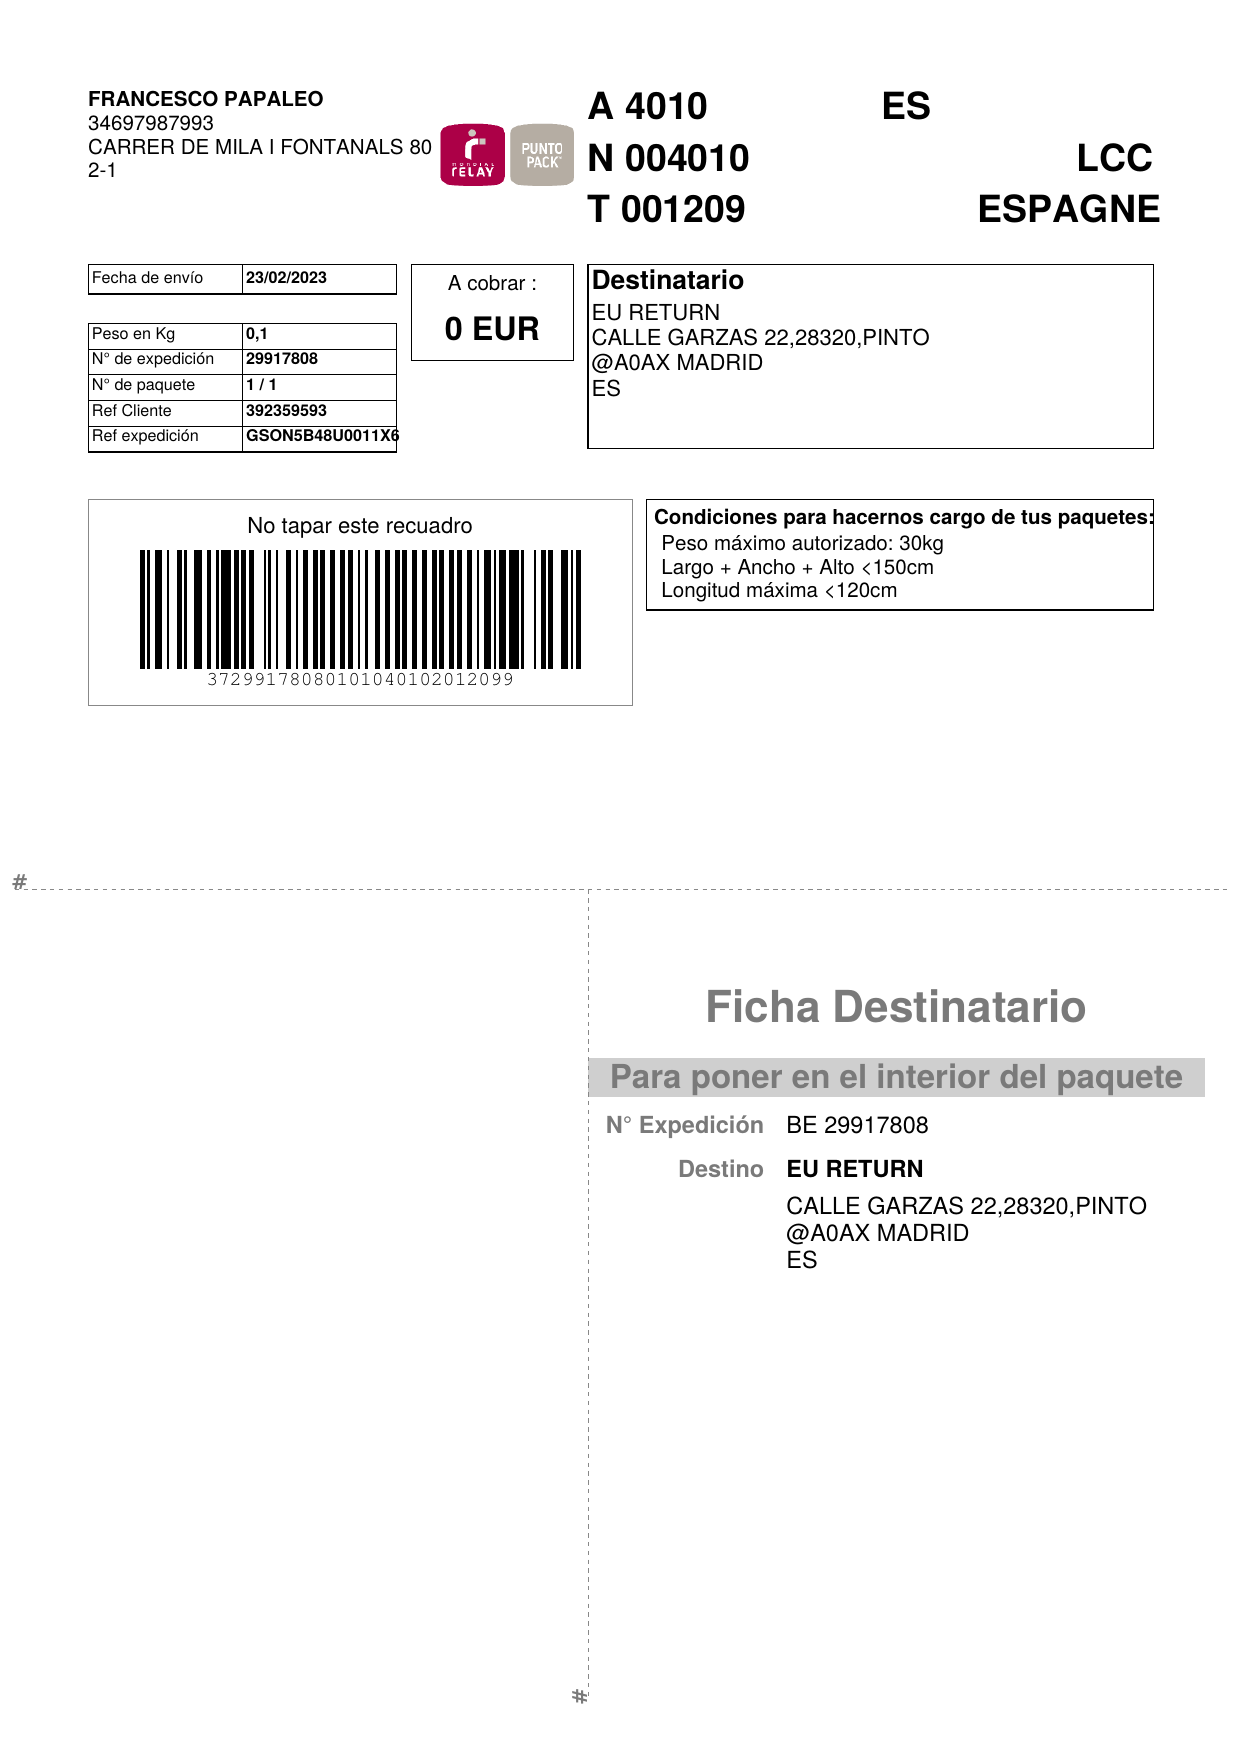 FRANCESCO PAPALEO
34697987993
CARRER DE MILA I FONTANALS 80
2-1
MONDIAL
RELAY
PUNTO
PACK
A 4010 ES
N 004010 LCC
T 001209 ESPAGNE
Fecha de envío 23/02/2023
Peso en Kg 0,1
N° de expedición 29917808
N° de paquete 1 / 1
Ref Cliente 392359593
Ref expedición GSON5B48U0011X6
A cobrar :
0 EUR
Destinatario
EU RETURN
CALLE GARZAS 22,28320,PINTO
@A0AX MADRID
ES
No tapar este recuadro
3729917808010104010201​2099
Condiciones para hacernos cargo de tus paquetes:
Peso máximo autorizado: 30kg
Largo + Ancho + Alto <150cm
Longitud máxima <120cm
#
Ficha Destinatario
Para poner en el interior del paquete
N° Expedición BE 29917808
Destino EU RETURN
CALLE GARZAS 22,28320,PINTO
@A0AX MADRID
ES
#